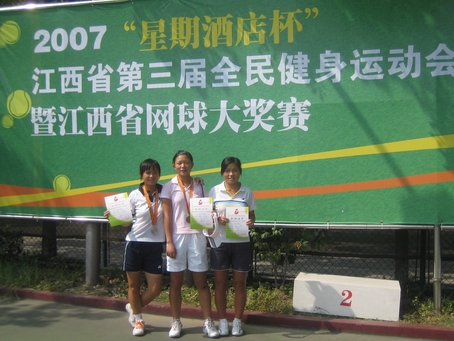 2007 “星期酒店杯”
江西省第三届全民健身运动会
暨江西省网球大奖赛
2